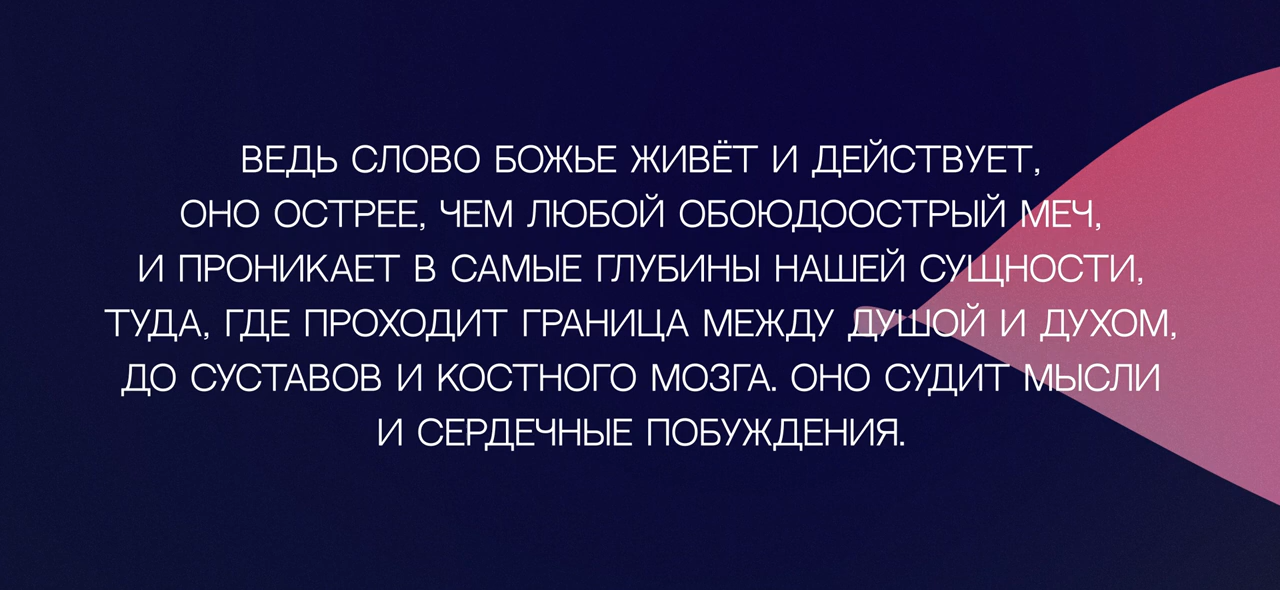 ВЕДЬ СЛОВО БОЖЬЕ ЖИВЁТ И ДЕЙСТВУЕТ,
ОНО ОСТРЕЕ, ЧЕМ ЛЮБОЙ ОБОЮДООСТРЫЙ МЕЧ,
И ПРОНИКАЕТ В САМЫЕ ГЛУБИНЫ НАШЕЙ СУЩНОСТИ,
ТУДА, ГДЕ ПРОХОДИТ ГРАНИЦА МЕЖДУ ДУШОЙ И ДУХОМ,
ДО СУСТАВОВ И КОСТНОГО МОЗГА. ОНО СУДИТ МЫСЛИ
И СЕРДЕЧНЫЕ ПОБУЖДЕНИЯ.